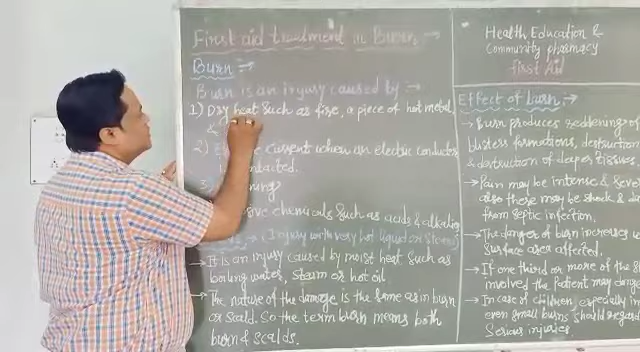 First aid treatment in Burn :→
Burn :→
Burn is an injury caused by :→
1) Dry heat such as fire, a piece of hot metal
&
2) current when an electric conductor
contacted.
3)
chemicals such as acids & alkalies
(Injury with very hot liquid or steam)
→ It is an injury caused by moist heat such as
boiling water, steam or hot oil
→ The nature of the damage is the same as in burn
or scald. So the term burn means both
burn & scalds.
Health Education &
Community pharmacy
first Aid
Effect of burn :→
→ Burn produces reddening of
blisters formations, destruction
& destruction of deeper tissues.
→ Pain may be intense & seve
also there may be shock &
from septic infection.
→ The danger of burn increases w
Surface area affected.
→ If one third or more of the s
involved the patient may dange
→ In case of children, especially in
even small burns should regard
Serious injuries.